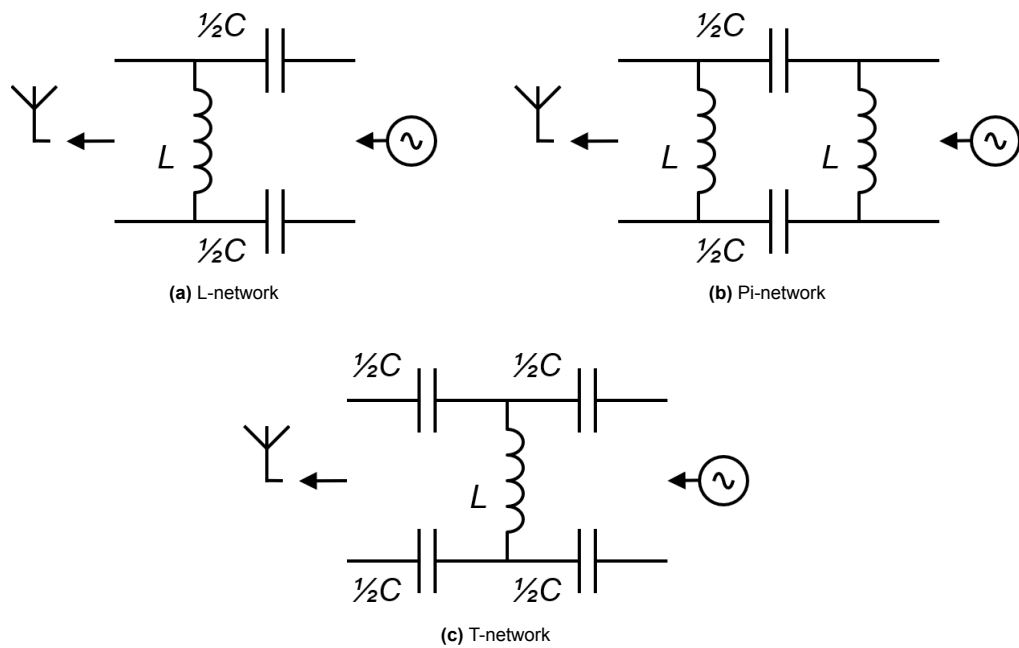 ½C
L
½C
(a) L-network
½C
L
L
½C
(b) Pi-network
½C ½C
L
½C ½C
(c) T-network